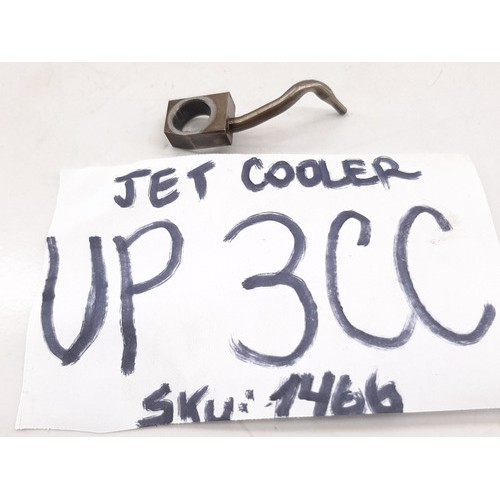 JET COOLER
UP 3CC
SKU: 1466